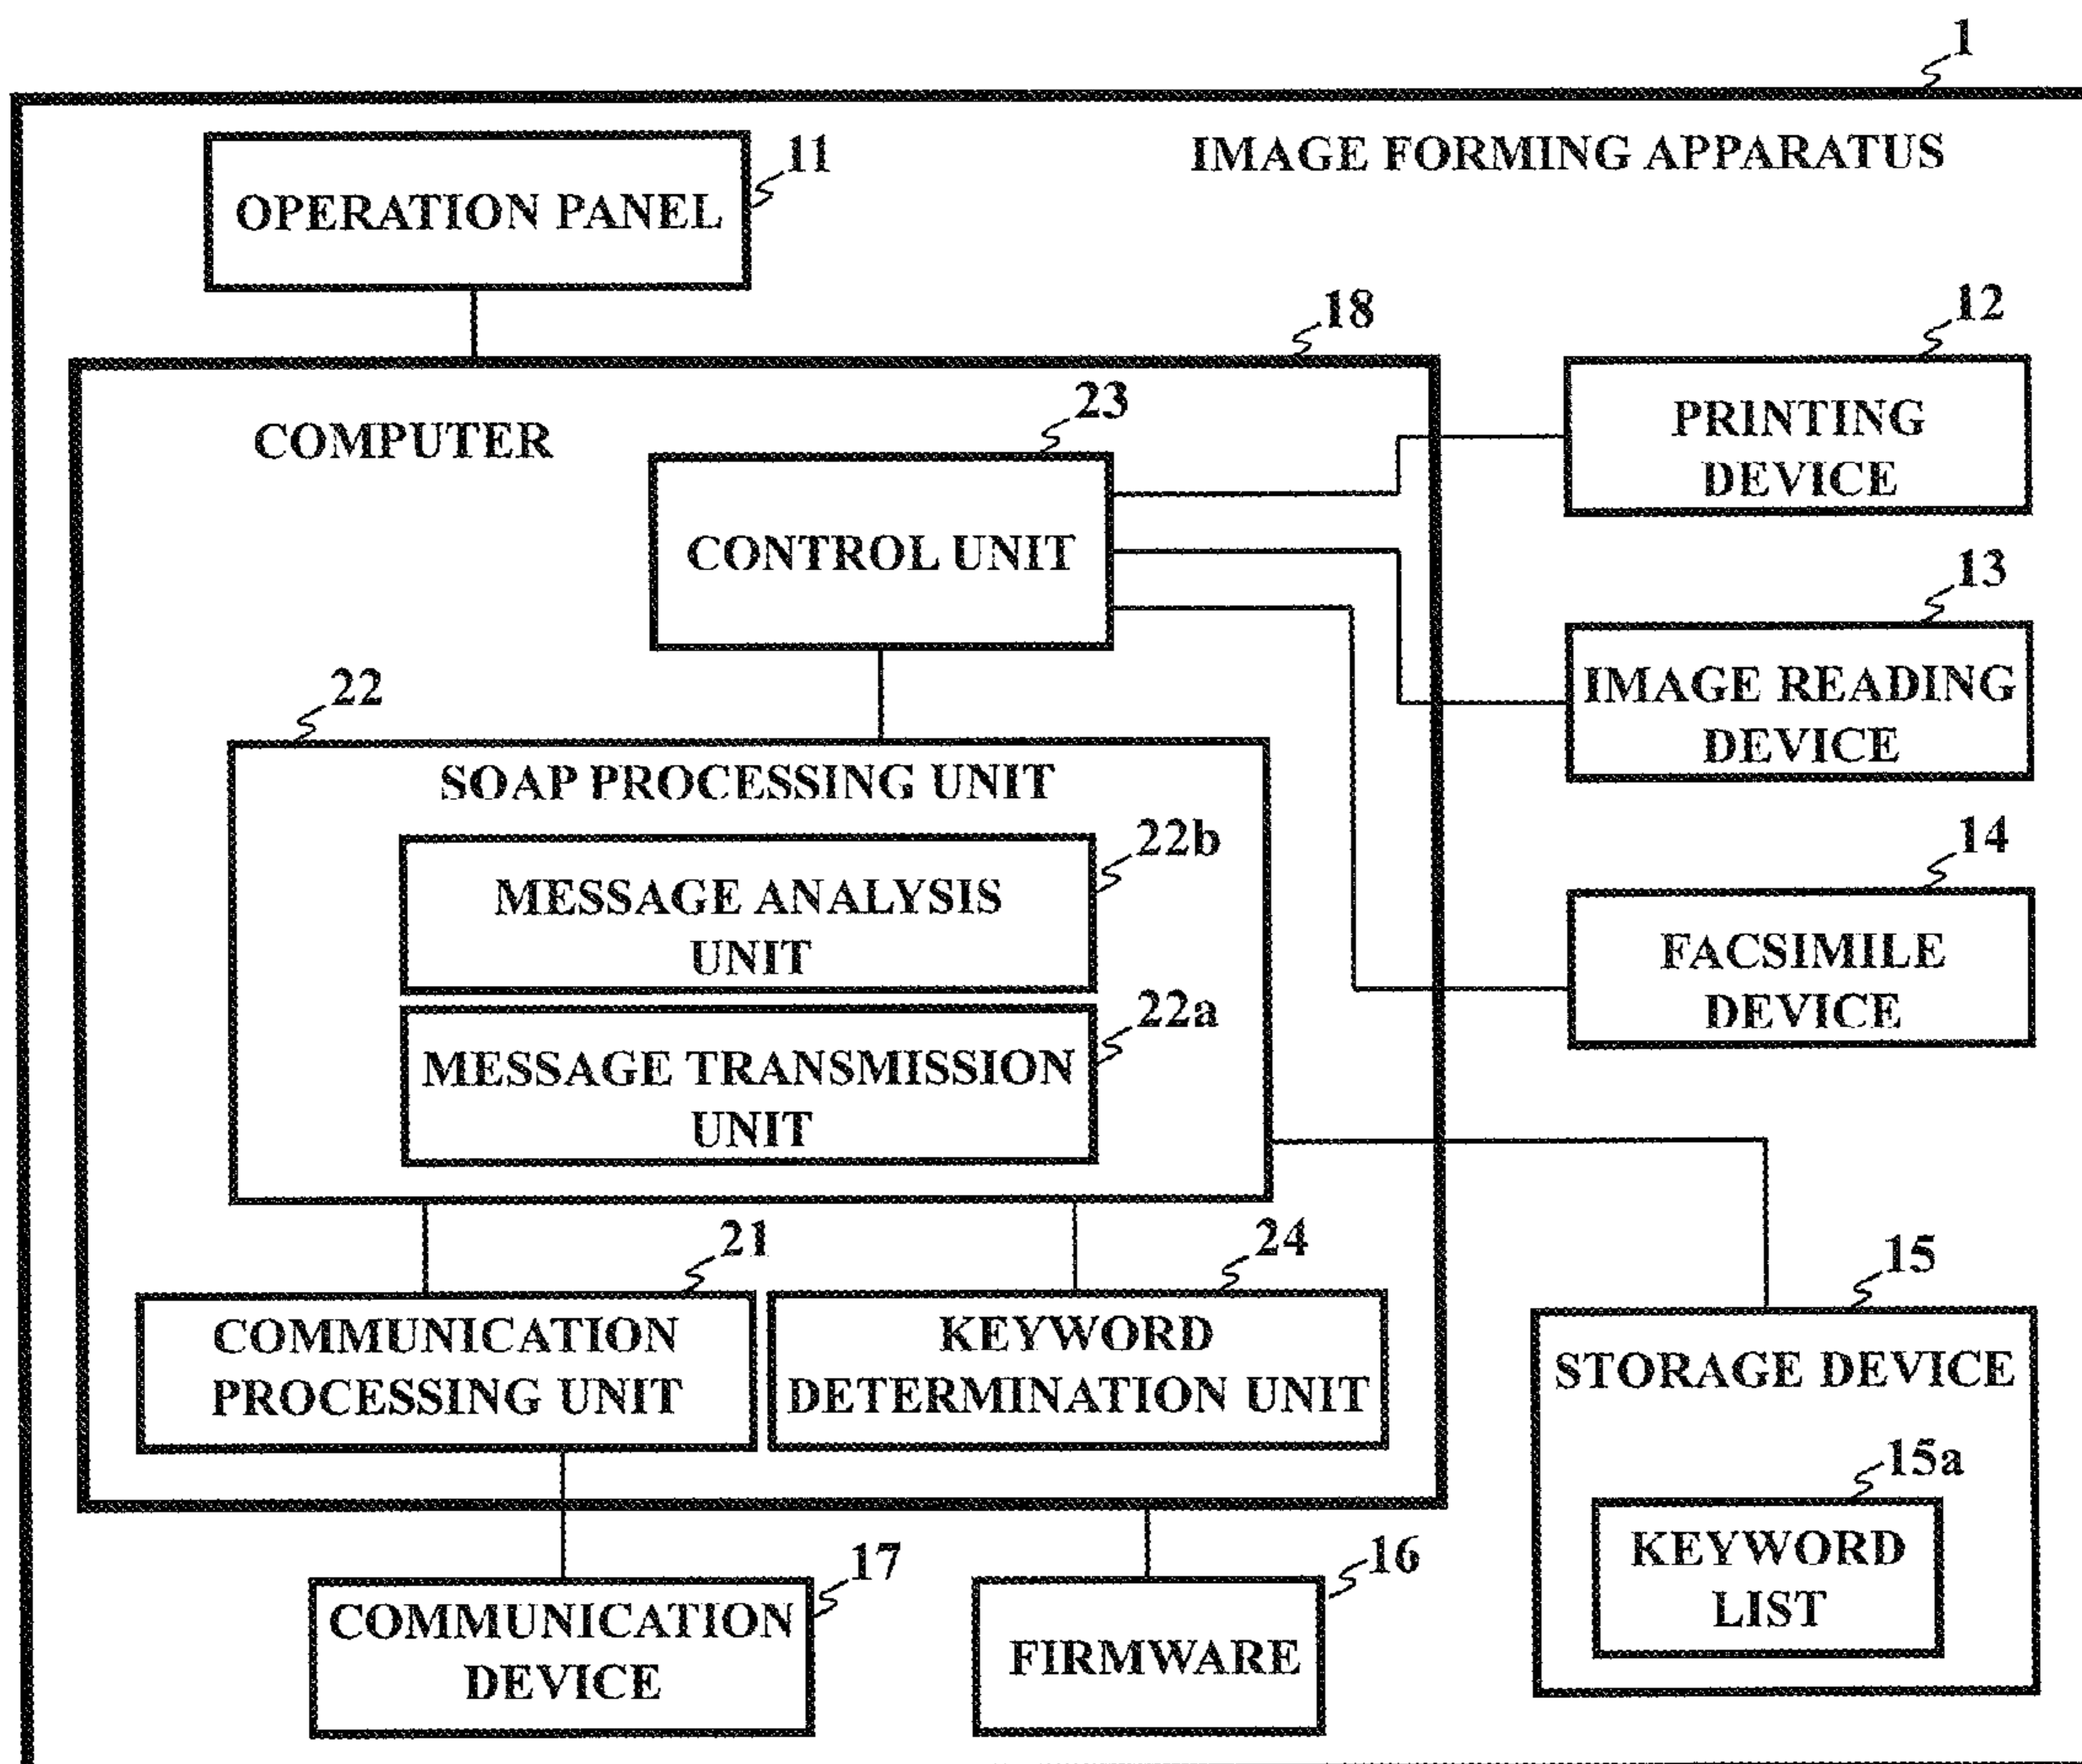 1
IMAGE FORMING APPARATUS
11
OPERATION PANEL
18
12
PRINTING
DEVICE
COMPUTER
23
CONTROL UNIT
13
IMAGE READING
DEVICE
22
SOAP PROCESSING UNIT
22b
MESSAGE ANALYSIS
UNIT
14
FACSIMILE
DEVICE
22a
MESSAGE TRANSMISSION
UNIT
21
COMMUNICATION
PROCESSING UNIT
24
KEYWORD
DETERMINATION UNIT
15
STORAGE DEVICE
15a
KEYWORD
LIST
17
COMMUNICATION
DEVICE
16
FIRMWARE